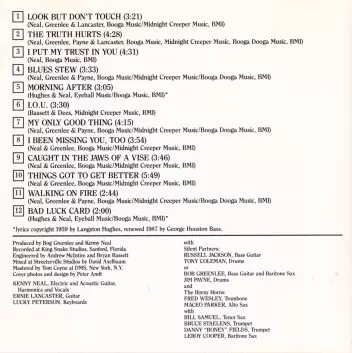 1 LOOK BUT DON'T TOUCH (3:21)
(Neal, Greenlee & Lancaster, Booga Music/Midnight Creeper Music, BMI)
2 THE TRUTH HURTS (4:28)
(Neal, Greenlee, Payne & Lancaster, Booga Music, Midnight Creeper Music, Booga Dooga Music, BMI)
3 I PUT MY TRUST IN YOU (4:31)
(Neal, Booga Music, BMI)
4 BLUES STEW (3:33)
(Neal, Greenlee & Payne, Booga Music/Midnight Creeper Music/Booga Dooga Music, BMI)
5 MORNING AFTER (3:05)
(Hughes & Neal, Eyeball Music/Booga Music, BMI)*
6 I.O.U. (3:30)
(Bassett & Dees, Midnight Creeper Music, BMI)
7 MY ONLY GOOD THING (4:15)
(Neal, Greenlee & Payne, Booga Music/Midnight Creeper Music/Booga Dooga Music, BMI)
8 I BEEN MISSING YOU, TOO (3:54)
(Neal & Greenlee, Booga Music/Midnight Creeper Music, BMI)
9 CAUGHT IN THE JAWS OF A VISE (3:46)
(Neal & Greenlee, Booga Music/Midnight Creeper Music, BMI)
10 THINGS GOT TO GET BETTER (5:49)
(Neal & Greenlee, Booga Music/Midnight Creeper Music, BMI)
11 WALKING ON FIRE (2:44)
(Neal, Greenlee & Payne, Booga Music/Midnight Creeper Music/Booga Dooga Music, BMI)
12 BAD LUCK CARD (2:00)
(Hughes & Neal, Eyeball Music/Booga Music, BMI)*
*lyrics copyright 1959 by Langston Hughes, renewed 1987 by George Houston Bass.
Produced by Bog Greenlee and Kenny Neal
Recorded at King Snake Studios, Sanford, Florida
Engineered by Andrew McIntire and Bryan Bassett
Mixed at Streeterville Studios by David Axelbaum
Mastered by Tom Coyne at DMS, New York, N.Y.
Cover photos and design by Peter Amft
KENNY NEAL, Electric and Acoustic Guitar,
Harmonica and Vocals
ERNIE LANCASTER, Guitar
LUCKY PETERSON, Keyboards
with
Silent Partners:
RUSSELL JACKSON, Bass Guitar
TONY COLEMAN, Drums
or
BOB GREENLEE, Bass Guitar and Baritone Sax
JIM PAYNE, Drums
and
The Horny Horns:
FRED WESLEY, Trombone
MACEO PARKER, Alto Sax
with
BILL SAMUEL, Tenor Sax
BRUCE STAELENS, Trumpet
DANNY "BONEY" FIELDS, Trumpet
LEROY COOPER, Baritone Sax